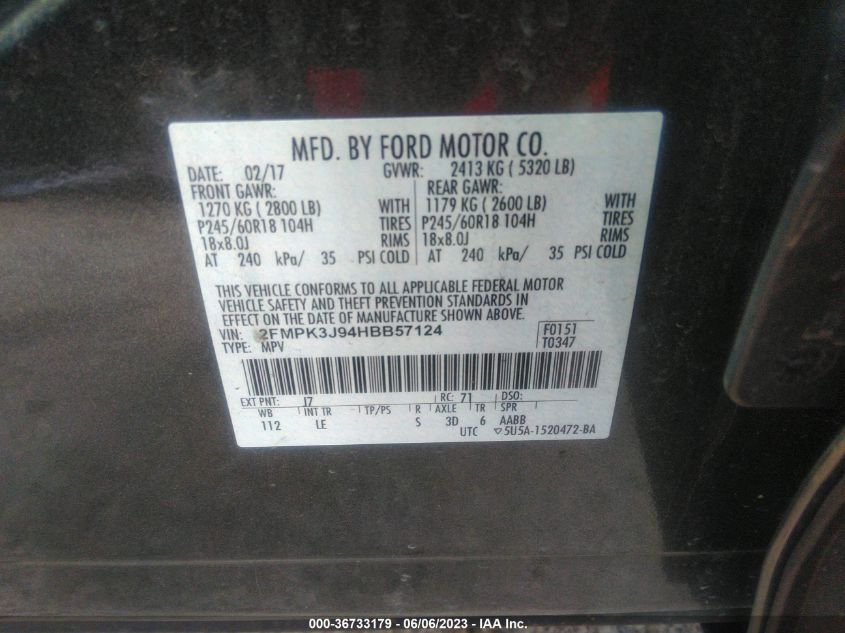 MFD. BY FORD MOTOR CO.
DATE: 02/17 GVWR: 2413 KG ( 5320 LB)
FRONT GAWR: REAR GAWR:
1270 KG ( 2800 LB) WITH 1179 KG ( 2600 LB) WITH
P245/60R18 104H TIRES P245/60R18 104H TIRES
18x8.0J RIMS 18x8.0J RIMS
AT 240 kPa/ 35 PSI COLD AT 240 kPa/ 35 PSI COLD
THIS VEHICLE CONFORMS TO ALL APPLICABLE FEDERAL MOTOR
VEHICLE SAFETY AND THEFT PREVENTION STANDARDS IN
EFFECT ON THE DATE OF MANUFACTURE SHOWN ABOVE.
VIN: 2FMPK3J94HBB57124 F0151
TYPE: MPV T0347
EXT PNT: J7 RC: 71 DSO:
WB INT TR TP/PS R AXLE TR SPR
112 LE S 3D 6 AABB
UTC ▽5U5A-1520472-BA
000-36733179 - 06/06/2023 - © IAA Inc.